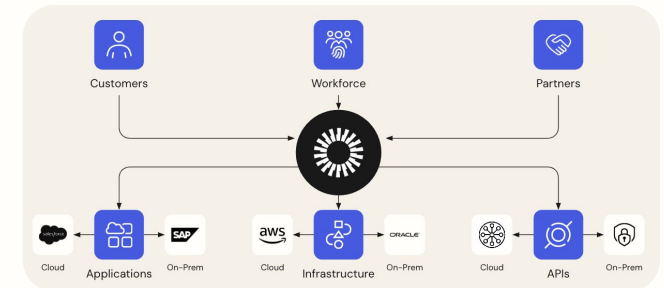 Customers
Workforce
Partners
salesforce
SAP
aws
ORACLE
Cloud
Applications
On-Prem
Cloud
Infrastructure
On-Prem
Cloud
APIs
On-Prem